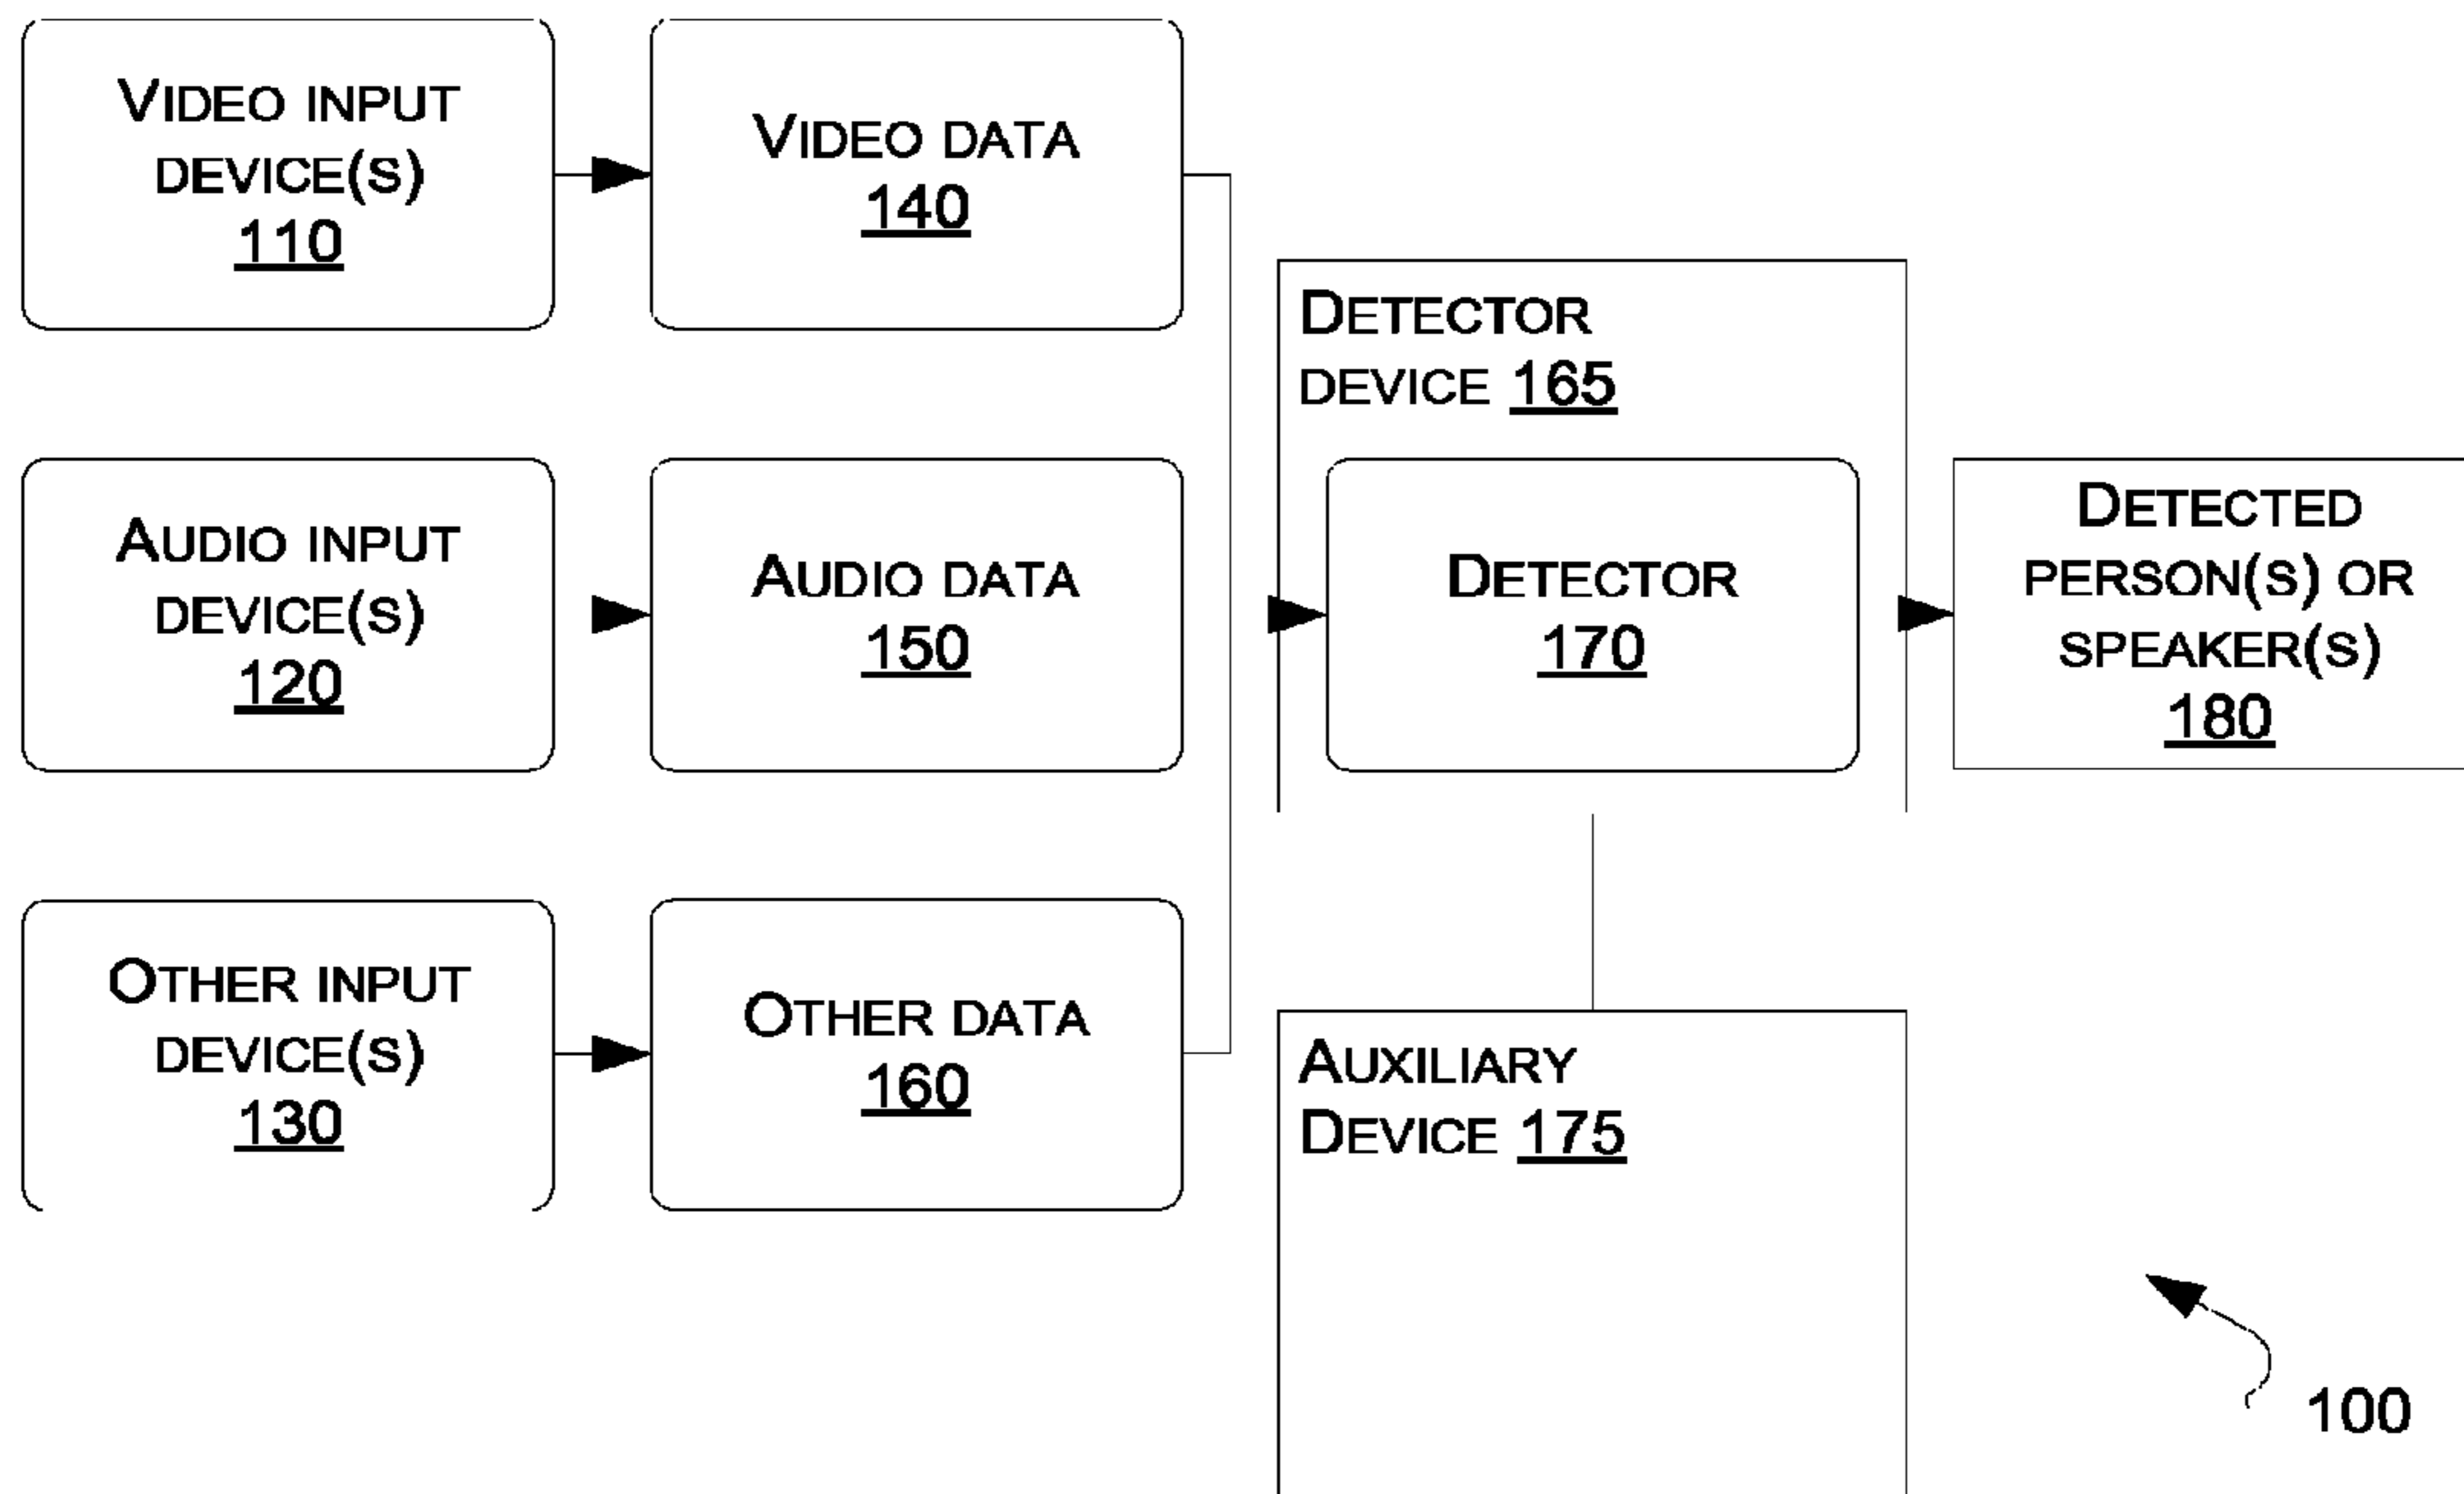 VIDEO INPUT
DEVICE(S)
110
VIDEO DATA
140
DETECTOR
DEVICE 165
AUDIO INPUT
DEVICE(S)
120
AUDIO DATA
150
DETECTOR
170
DETECTED
PERSON(S) OR
SPEAKER(S)
180
OTHER INPUT
DEVICE(S)
130
OTHER DATA
160
AUXILIARY
DEVICE 175
100